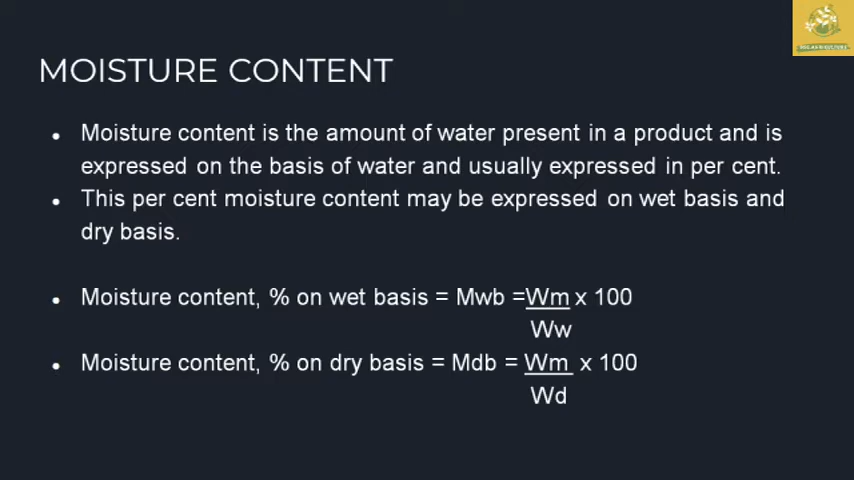 MOISTURE CONTENT
• Moisture content is the amount of water present in a product and is
expressed on the basis of water and usually expressed in per cent.
• This per cent moisture content may be expressed on wet basis and
dry basis.
• Moisture content, % on wet basis = Mwb =Wm x 100
Ww
• Moisture content, % on dry basis = Mdb = Wm x 100
Wd